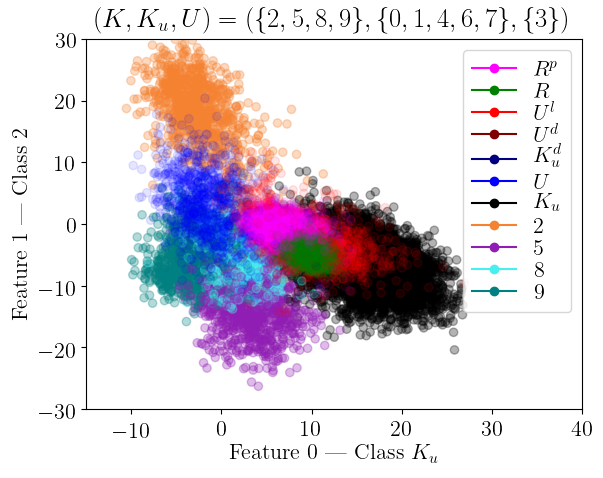 (K, K_u, U) = ({2, 5, 8, 9}, {0, 1, 4, 6, 7}, {3})
30
20
10
0
−10
−20
−30
Feature 1 — Class 2
−10 0 10 20 30 40
Feature 0 — Class K_u
R^p
R
U^l
U^d
K_u^d
U
K_u
2
5
8
9